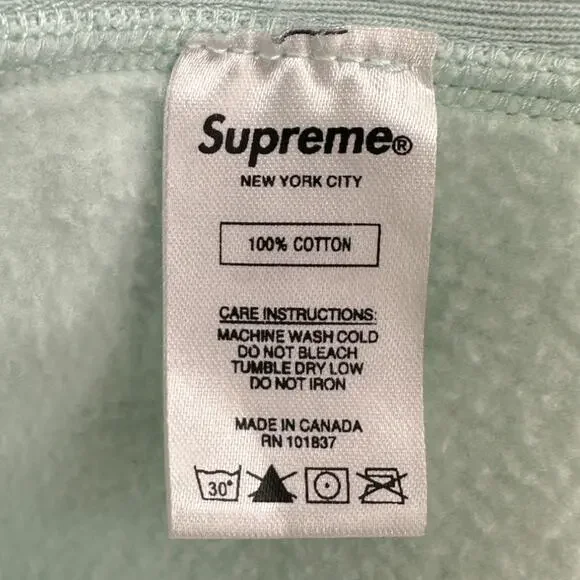 Supreme®
NEW YORK CITY
100% COTTON
CARE INSTRUCTIONS:
MACHINE WASH COLD
DO NOT BLEACH
TUMBLE DRY LOW
DO NOT IRON
MADE IN CANADA
RN 101837
30°